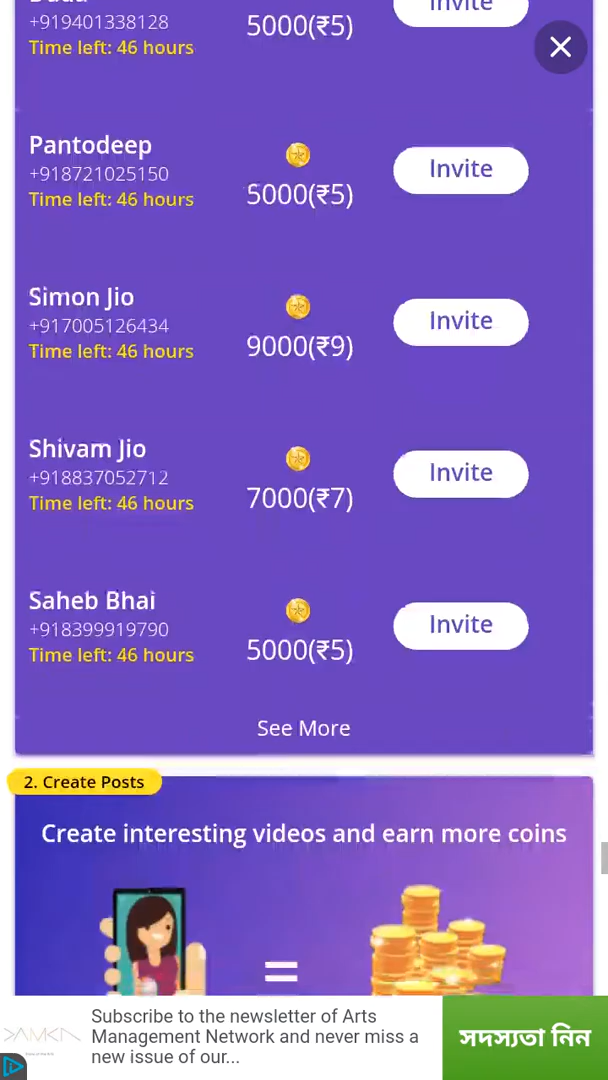 +919401338128
5000(₹5)
Invite
Time left: 46 hours
Pantodeep
+918721025150
Time left: 46 hours
5000(₹5)
Invite
Simon Jio
+917005126434
Time left: 46 hours
9000(₹9)
Invite
Shivam Jio
+918837052712
Time left: 46 hours
7000(₹7)
Invite
Saheb Bhai
+918399919790
Time left: 46 hours
5000(₹5)
Invite
See More
2. Create Posts
Create interesting videos and earn more coins
=
Subscribe to the newsletter of Arts
Management Network and never miss a
new issue of our...
সদস্যতা নিন